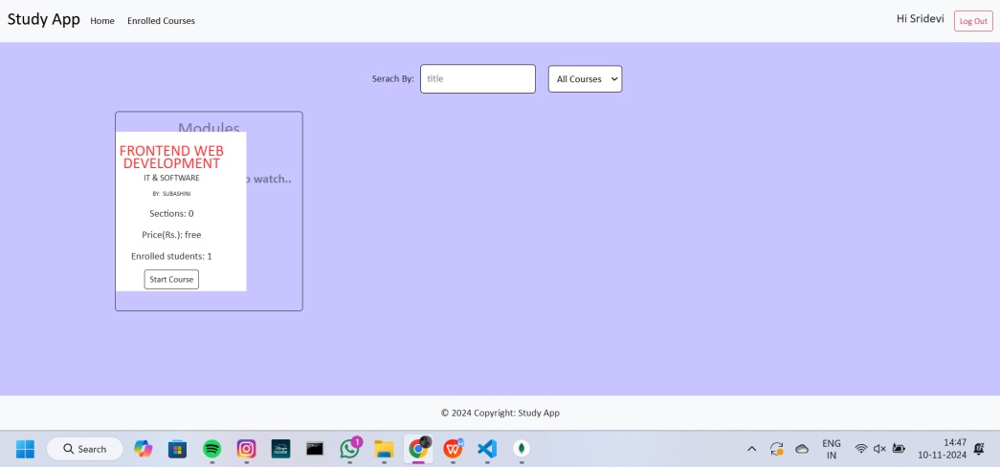 Study App Home Enrolled Courses Hi Sridevi Log Out
Serach By: title All Courses
Modules
FRONTEND WEB
DEVELOPMENT
IT & SOFTWARE
watch..
BY: SUBASHINI
Sections: 0
Price(Rs.): free
Enrolled students: 1
Start Course
© 2024 Copyright: Study App
Search
1
ENG
IN
14:47
10-11-2024